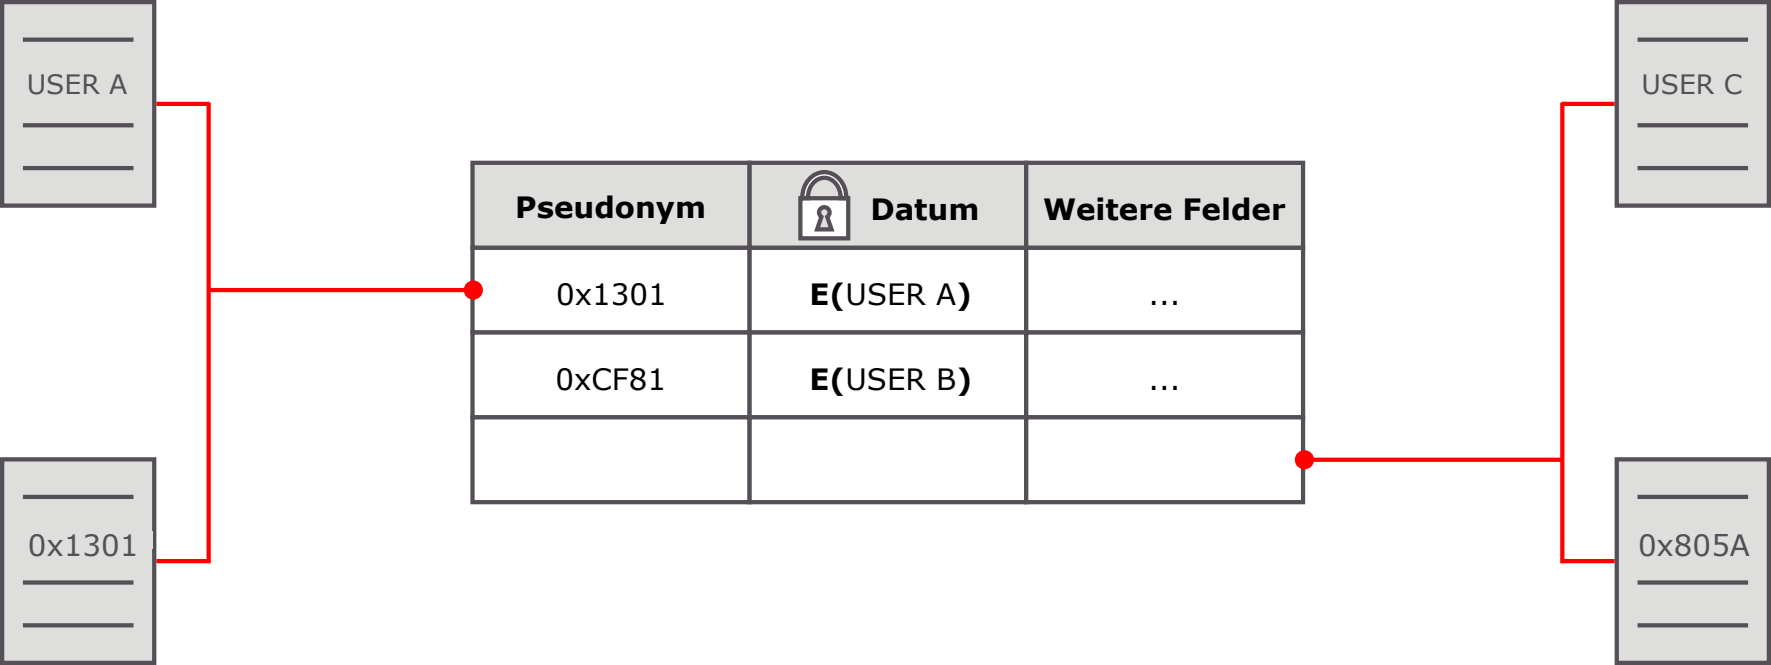 USER A
USER C
Pseudonym Datum Weitere Felder
0x1301 E(USER A) ...
0xCF81 E(USER B) ...
0x1301
0x805A